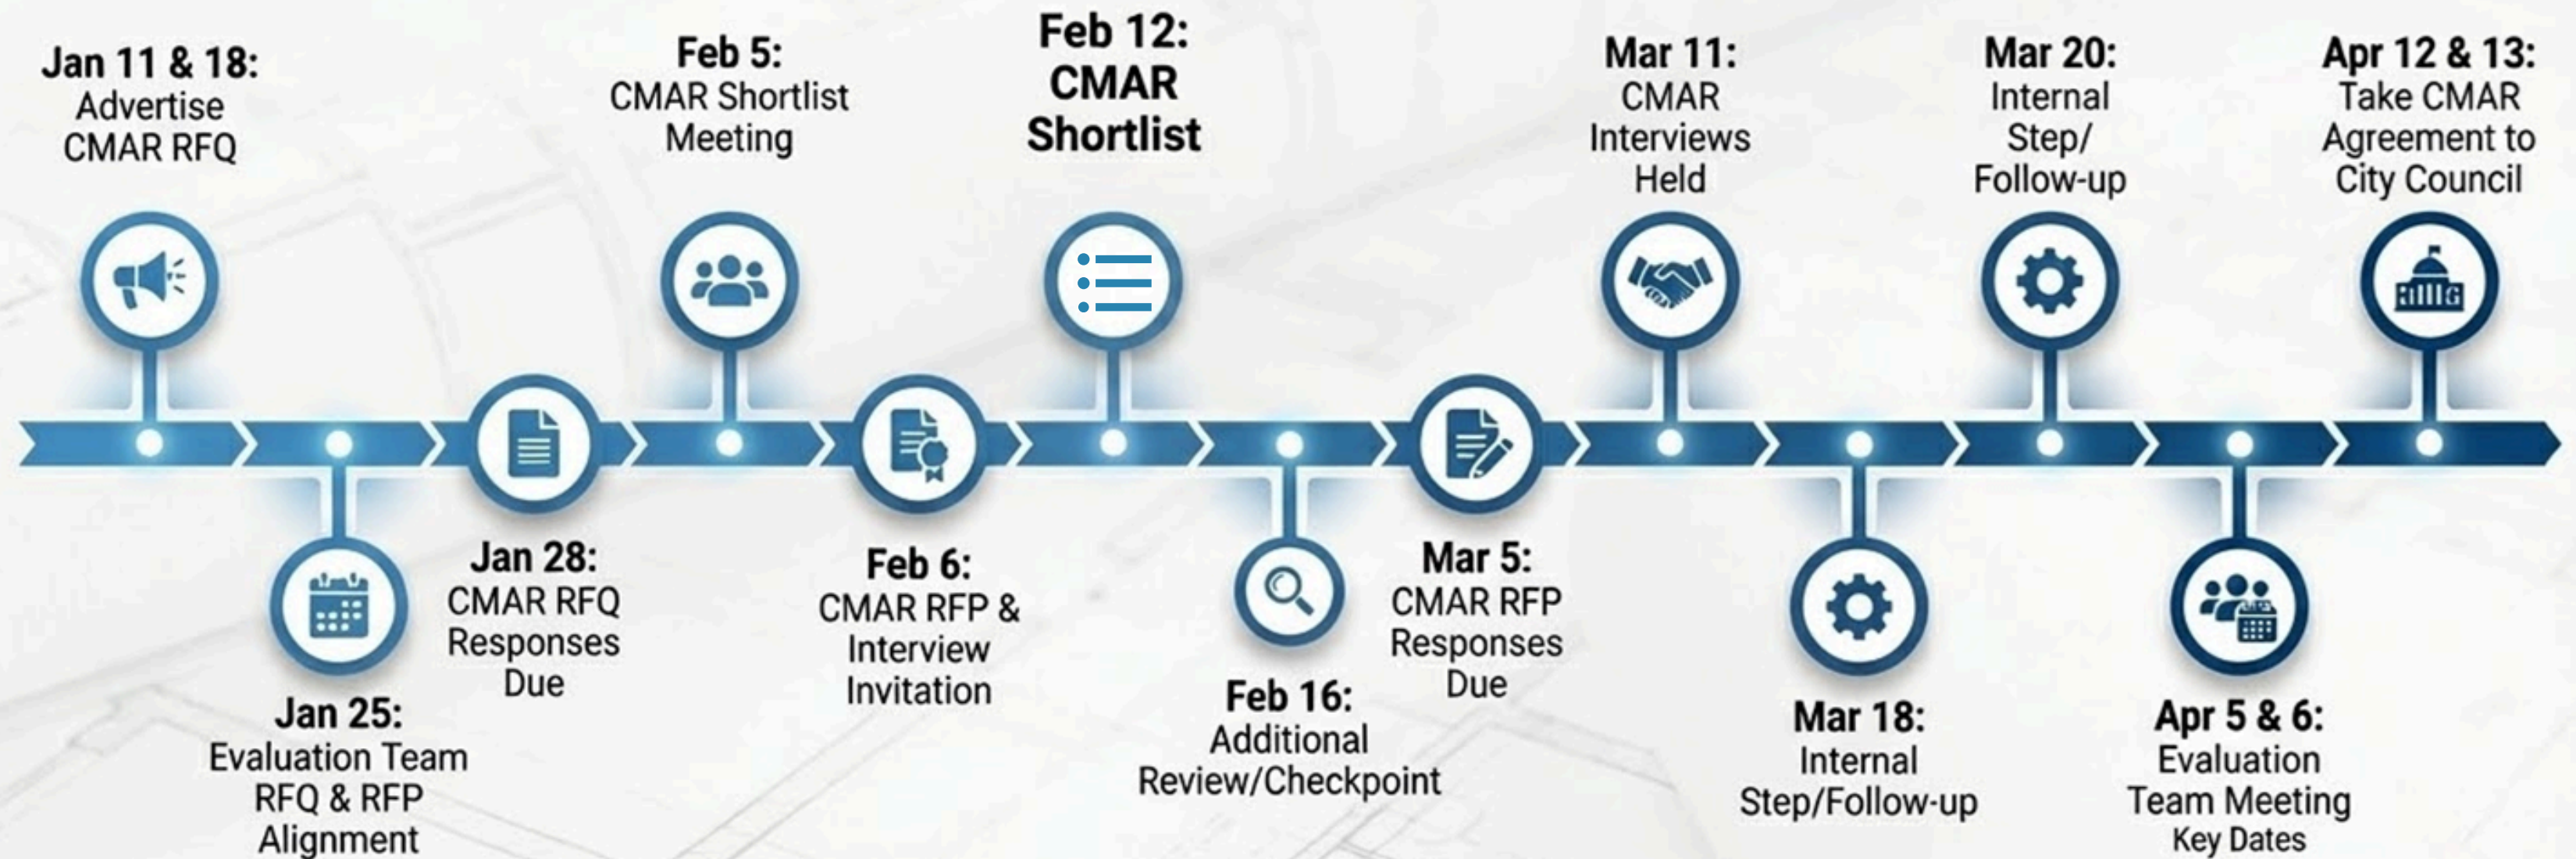 Jan 11 & 18:
Advertise
CMAR RFQ
Jan 25:
Evaluation Team
RFQ & RFP
Alignment
Jan 28:
CMAR RFQ
Responses
Due
Feb 5:
CMAR Shortlist
Meeting
Feb 6:
CMAR RFP &
Interview
Invitation
Feb 12:
CMAR
Shortlist
Feb 16:
Additional
Review/Checkpoint
Mar 5:
CMAR RFP
Responses
Due
Mar 11:
CMAR
Interviews
Held
Mar 18:
Internal
Step/Follow-up
Mar 20:
Internal
Step/
Follow-up
Apr 5 & 6:
Evaluation
Team Meeting
Key Dates
Apr 12 & 13:
Take CMAR
Agreement to
City Council